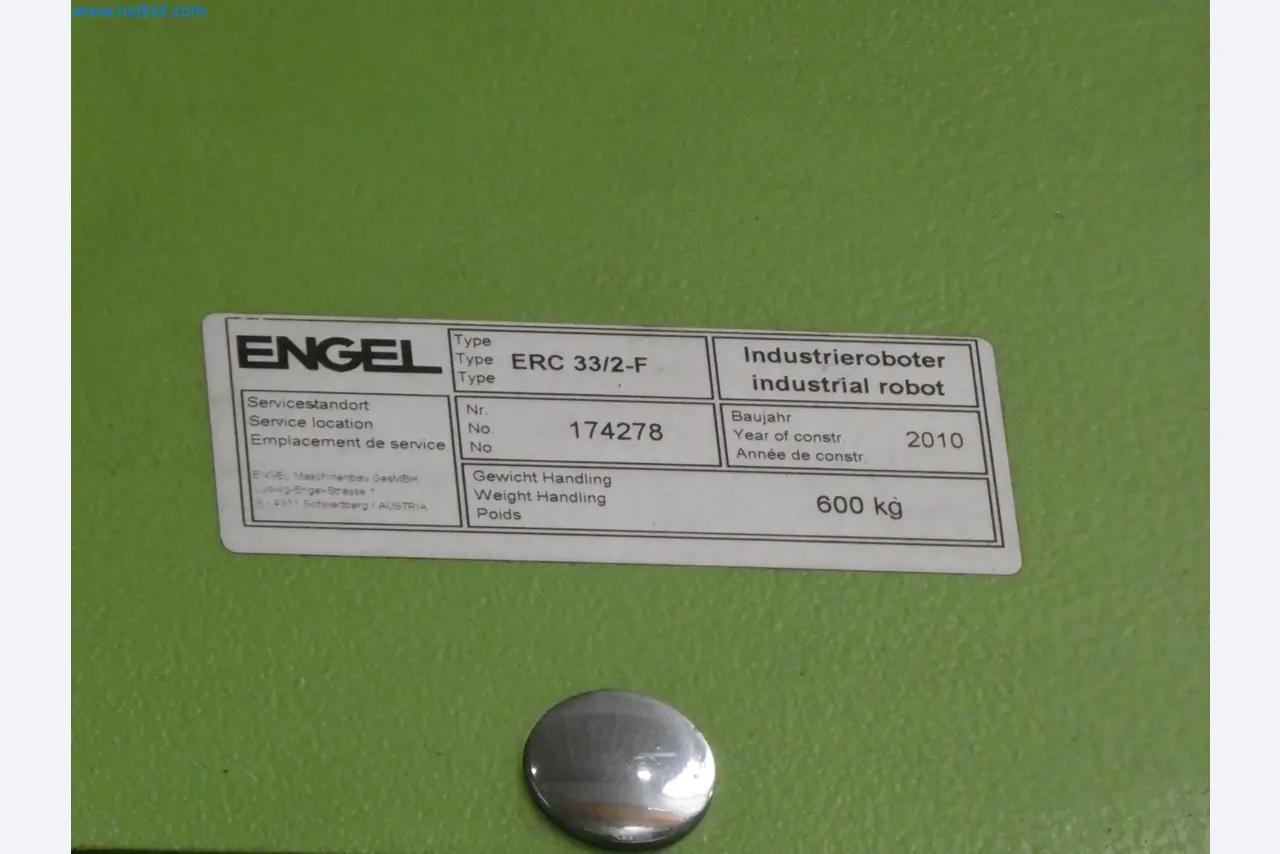 www.netbid.com
ENGEL
Type
Type
Type
ERC 33/2-F
Industrieroboter
industrial robot
Servicestandort
Service location
Emplacement de service
ENGEL Maschinenbau GesMBH
Ludwig-Engel-Strasse 1
A - 4311 Schwertberg / AUSTRIA
Nr.
No.
No
174278
Baujahr
Year of constr.
Année de constr.
2010
Gewicht Handling
Weight Handling
Poids
600 kg